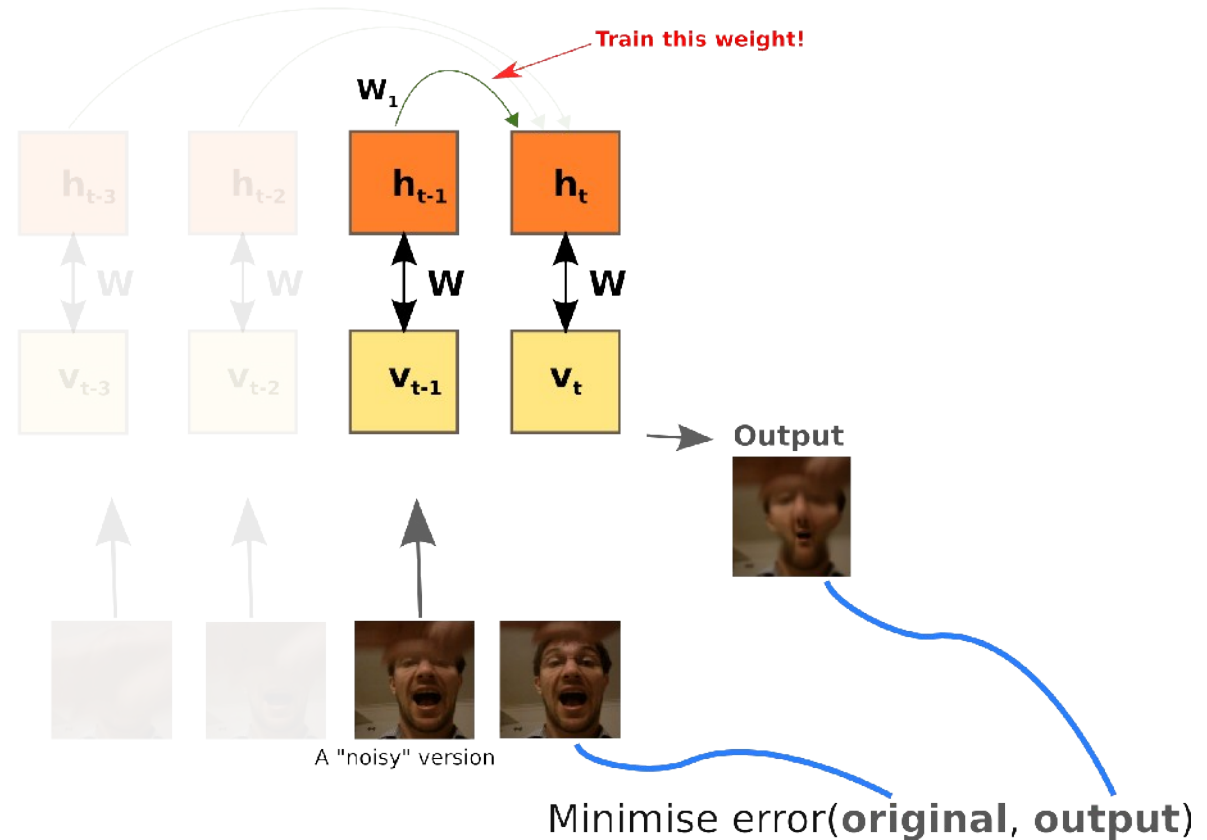 Train this weight!
W1
ht-3 ht-2 ht-1 ht
W W W W
vt-3 vt-2 vt-1 vt
Output
A "noisy" version
Minimise error(original, output)